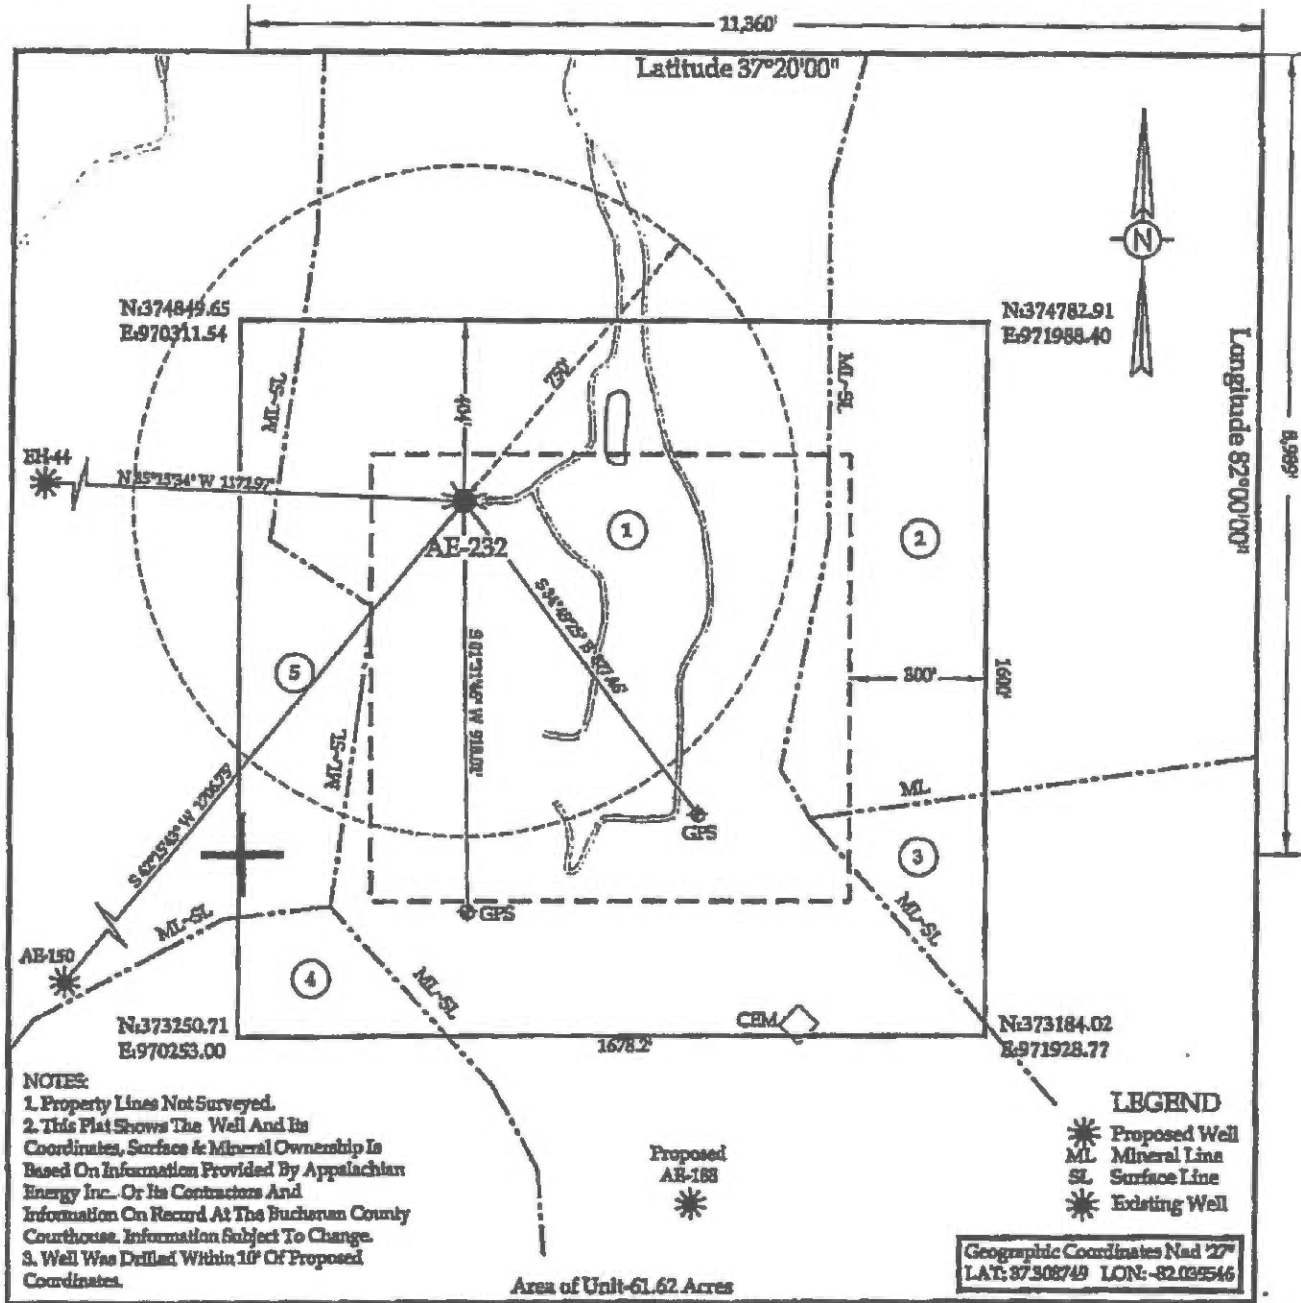 11,360'
Latitude 37°20'00"
N:374849.65
E:970311.54
N:374782.91
E:971988.40
Longitude 82°00'00"
8,989'
ML-SL
ML-SL
750'
404'
EH-44
AE-232
1
2
5
300'
1600'
ML-SL
ML
GPS
3
ML-SL
GPS
ML-SL
AE-150
4
ML-SL
CEM
N:373250.71
E:970253.00
1678.2'
N:373184.02
E:971928.77
NOTES:
1. Property Lines Not Surveyed.
2. This Plat Shows The Well And Its
Coordinates, Surface & Mineral Ownership Is
Based On Information Provided By Appalachian
Energy Inc. Or Its Contractors And
Information On Record At The Buchanan County
Courthouse. Information Subject To Change.
3. Well Was Drilled Within 10' Of Proposed
Coordinates.
Proposed
AE-188
LEGEND
Proposed Well
ML Mineral Line
SL Surface Line
Existing Well
Geographic Coordinates Nad '27"
LAT: 37.308749 LON: -82.039546
Area of Unit-61.62 Acres
N